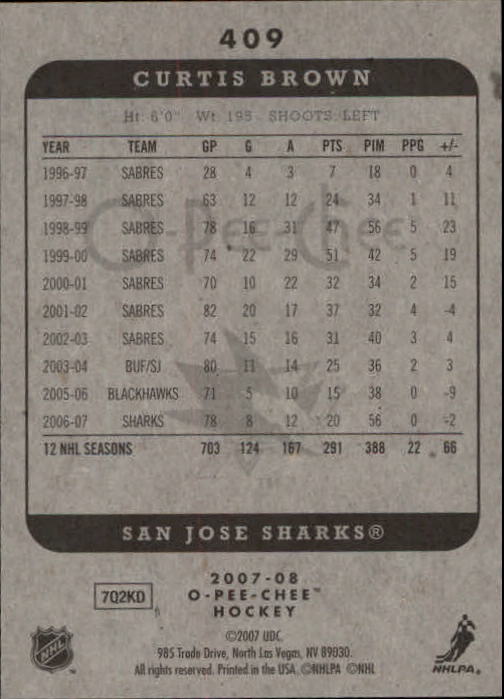 409
CURTIS BROWN
Ht: 6'0" Wt: 195 SHOOTS: LEFT
YEAR TEAM GP G A PTS PIM PPG +/-
1996-97 SABRES 28 4 3 7 18 0 4
1997-98 SABRES 63 12 12 24 34 1 11
1998-99 SABRES 78 16 31 47 56 5 23
O-Pee-Chee
1999-00 SABRES 74 22 29 51 42 5 19
2000-01 SABRES 70 10 22 32 34 2 15
2001-02 SABRES 82 20 17 37 32 4 -4
2002-03 SABRES 74 15 16 31 40 3 4
2003-04 BUF/SJ 80 11 14 25 36 2 3
2005-06 BLACKHAWKS 71 5 10 15 38 0 -9
2006-07 SHARKS 78 8 12 20 56 0 -2
12 NHL SEASONS 703 124 167 291 388 22 66
SAN JOSE SHARKS®
2007-08
7Q2KD O-PEE-CHEE™
HOCKEY
©2007 UDC.
985 Trade Drive, North Las Vegas, NV 89030.
All rights reserved. Printed in the USA. ©NHLPA ©NHL
NHL
NHLPA®